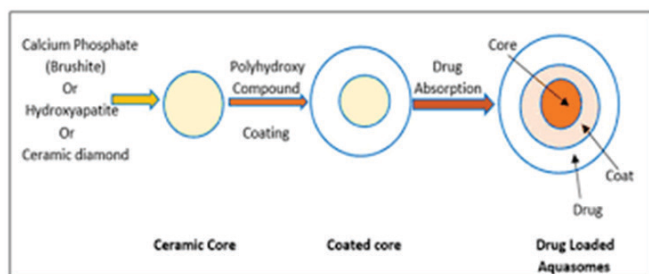 Calcium Phosphate
(Brushite)
Or
Hydroxyapatite
Or
Ceramic diamond
Polyhydroxy
Compound
Coating
Drug
Absorption
Core
Coat
Drug
Ceramic Core
Coated core
Drug Loaded
Aquasomes